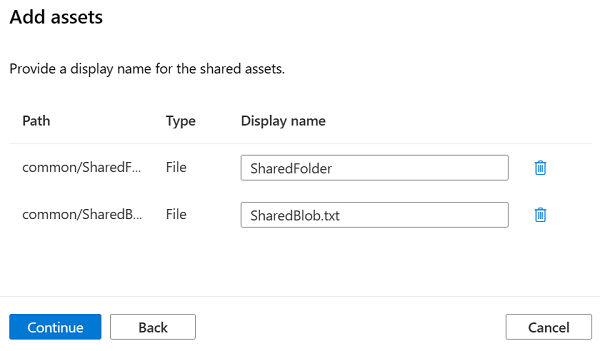 Add assets
Provide a display name for the shared assets.
Path Type Display name
common/SharedF... File SharedFolder
common/SharedB... File SharedBlob.txt
Continue Back Cancel